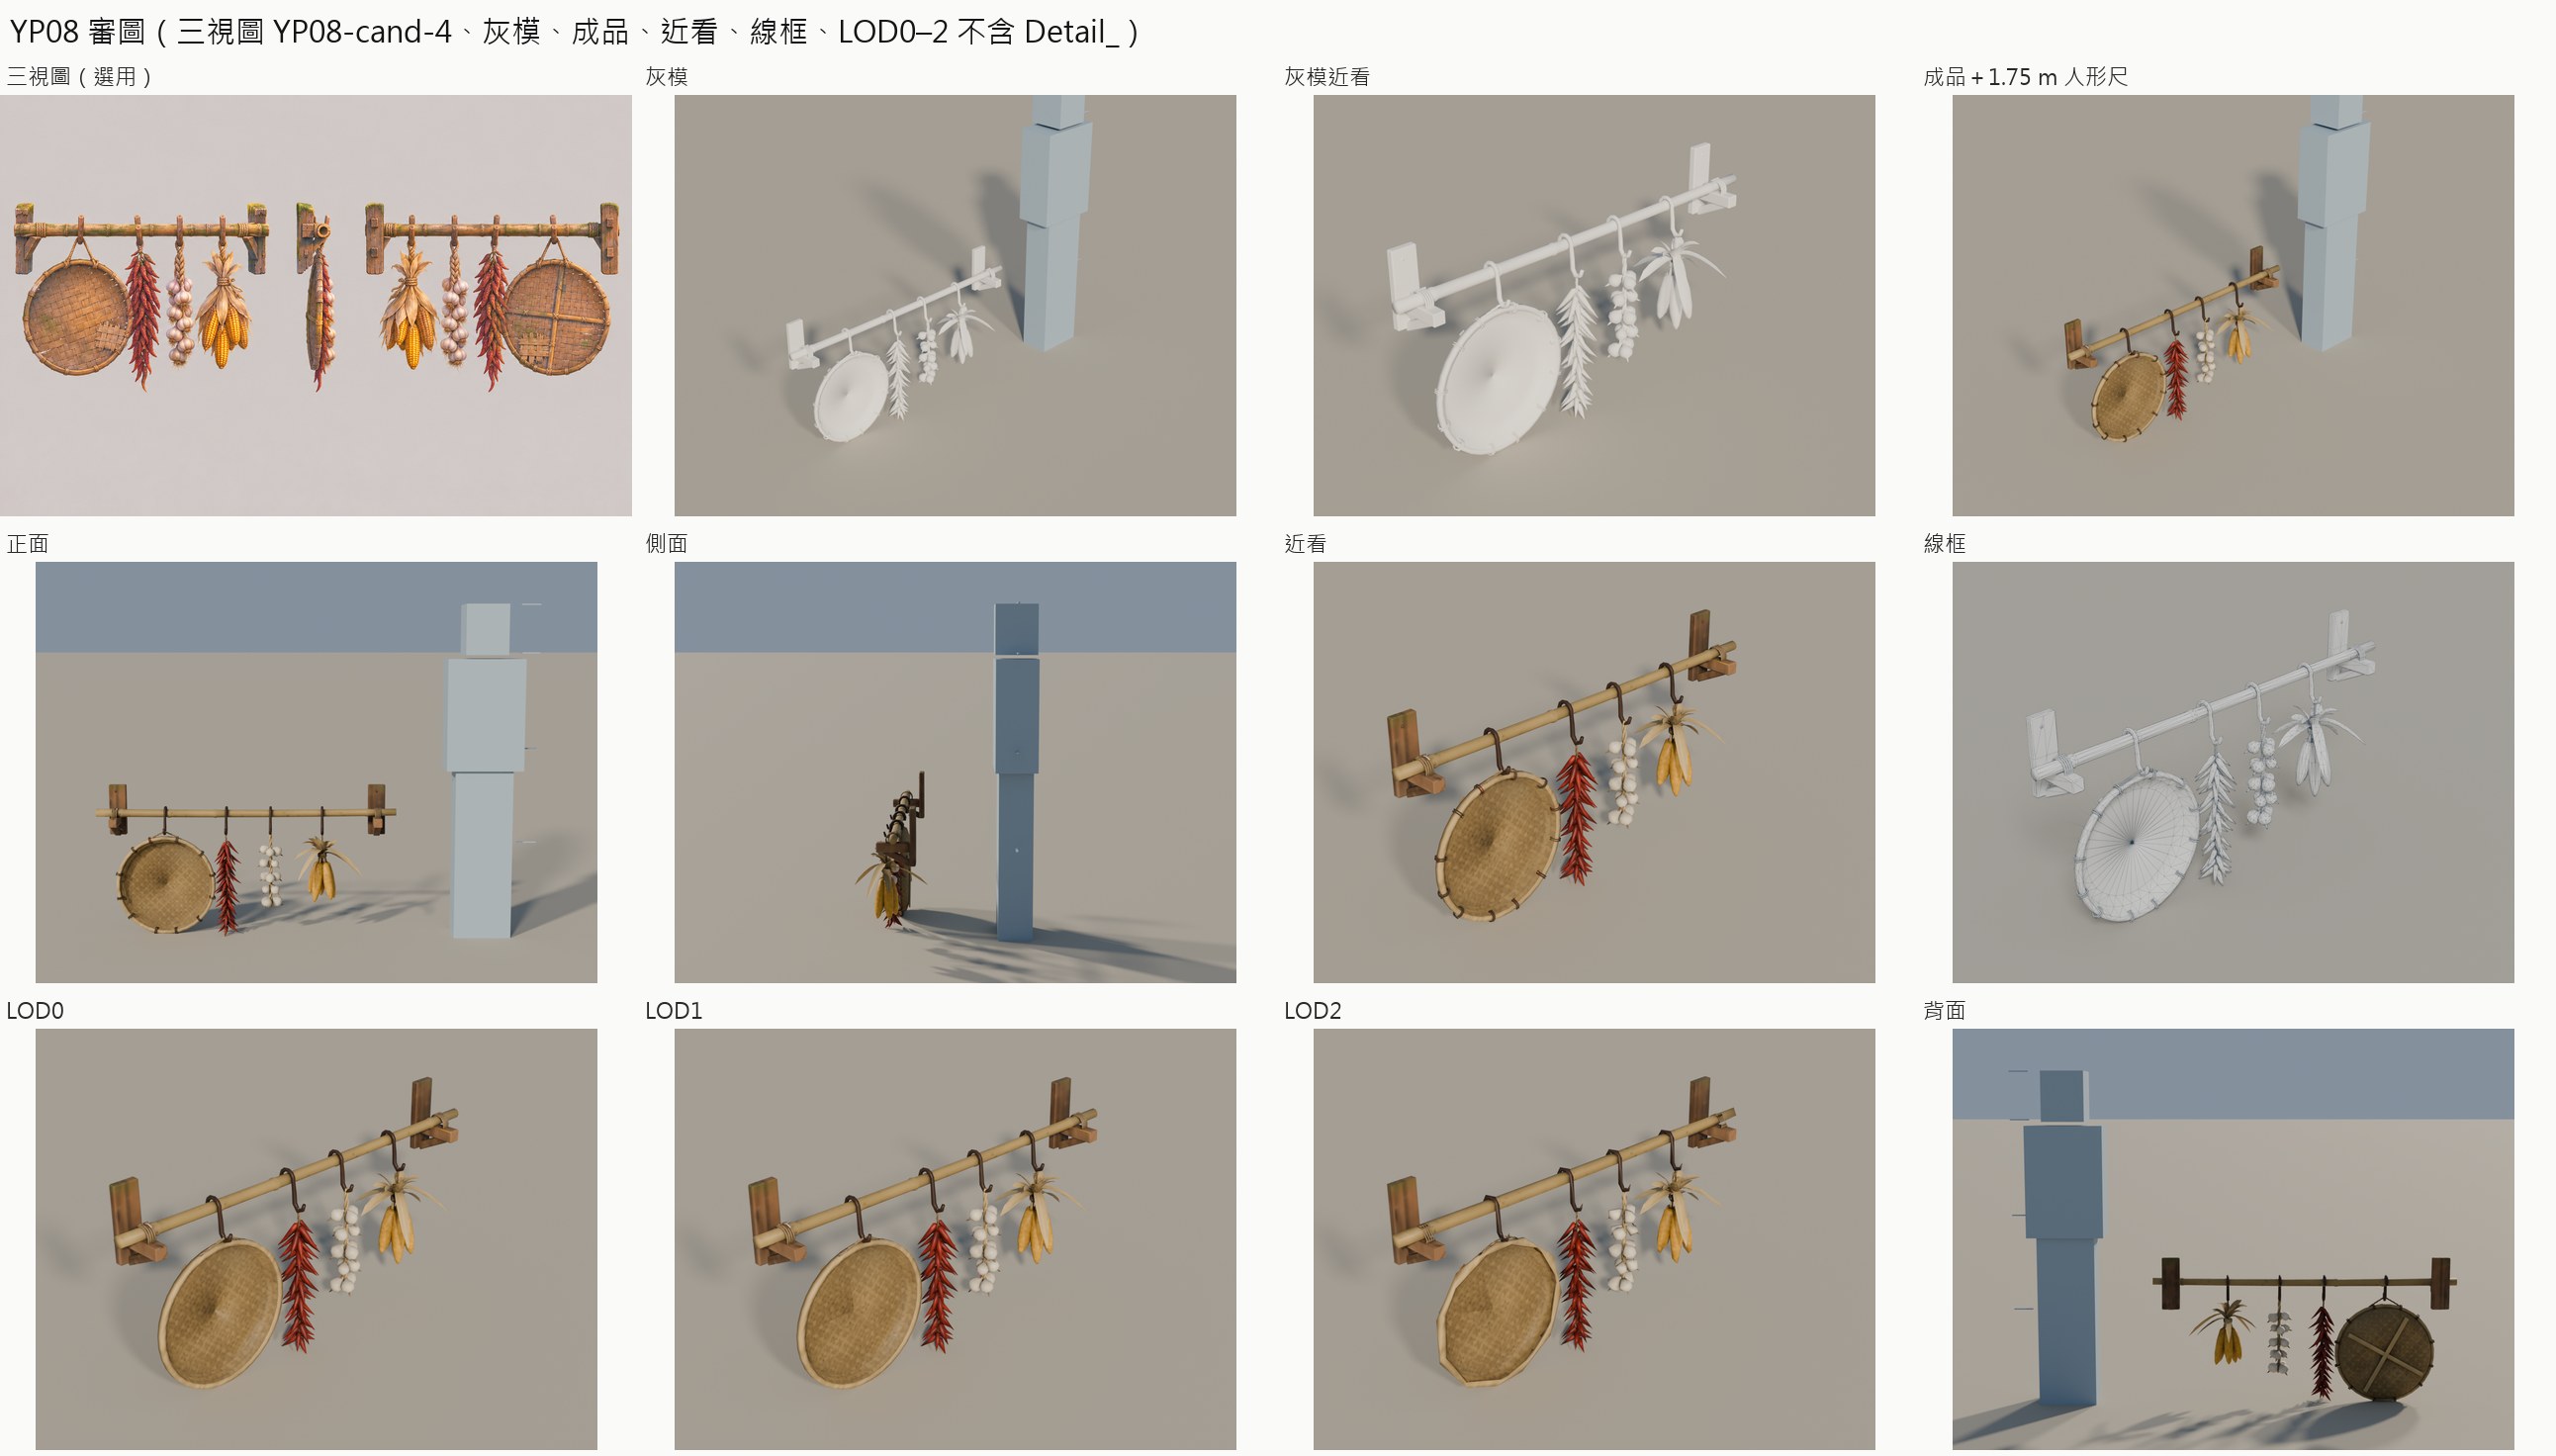 YP08 審圖（三視圖 YP08-cand-4、灰模、成品、近看、線框、LOD0–2 不含 Detail_）
三視圖（選用）
灰模
灰模近看
成品＋1.75 m 人形尺
正面
側面
近看
線框
LOD0
LOD1
LOD2
背面